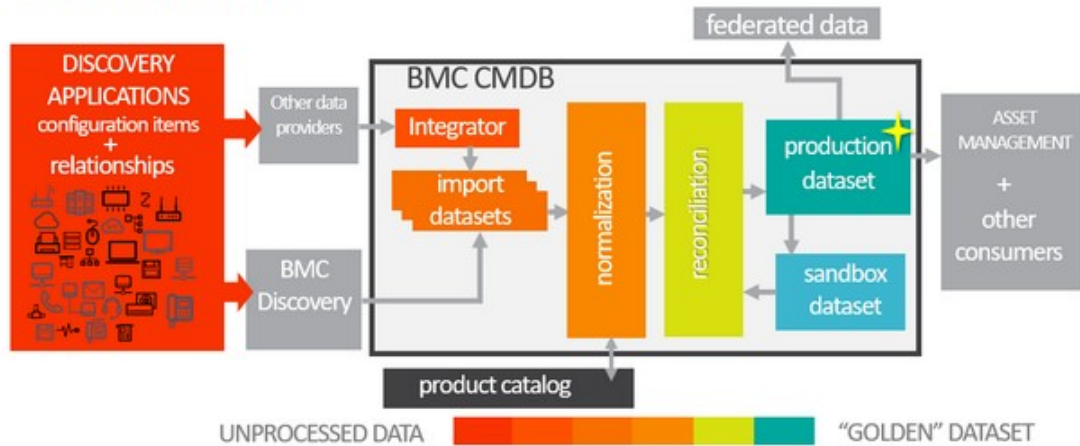 federated data
DISCOVERY
APPLICATIONS
configuration items
+
relationships
Other data
providers
BMC
Discovery
BMC CMDB
Integrator
import
datasets
normalization
reconciliation
production
dataset
sandbox
dataset
ASSET
MANAGEMENT
+
other
consumers
product catalog
UNPROCESSED DATA
"GOLDEN" DATASET